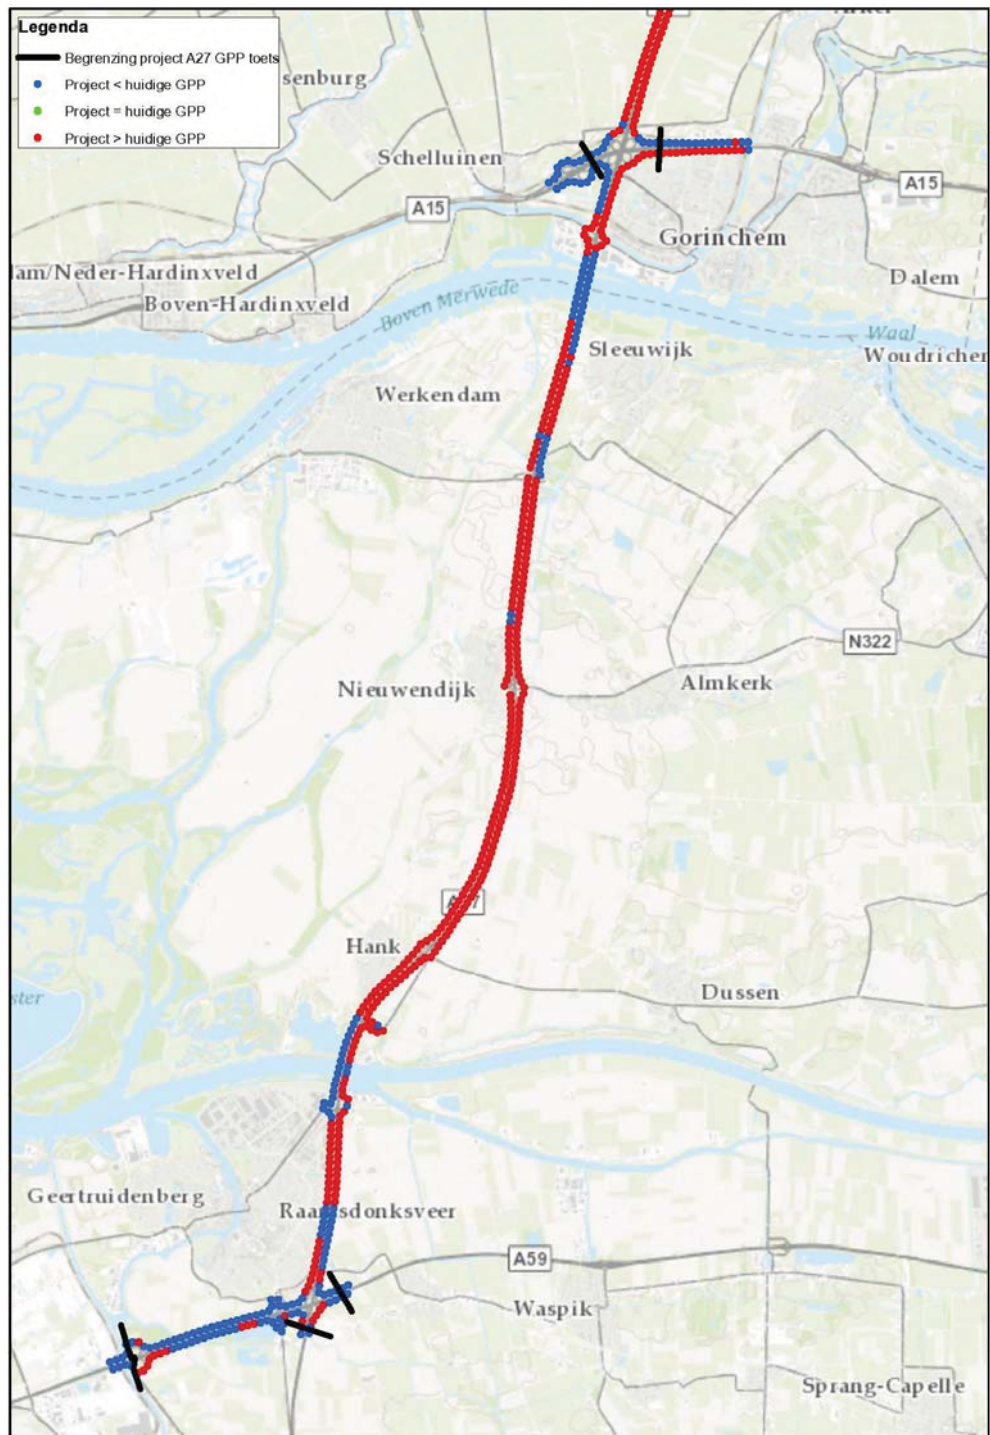 Legenda
Begrenzing project A27 GPP toets
Project < huidige GPP
Project = huidige GPP
Project > huidige GPP
senburg
Schelluinen
A15
A15
Gorinchem
Dalem
lam/Neder-Hardinxveld
Boven-Hardinxveld
Boven Merwede
Waal
Sleeuwijk
Woudrichem
Werkendam
N322
Nieuwendijk
Almkerk
Hank
Dussen
ster
Geertruidenberg
Raamsdonksveer
A59
Waspik
Sprang-Capelle